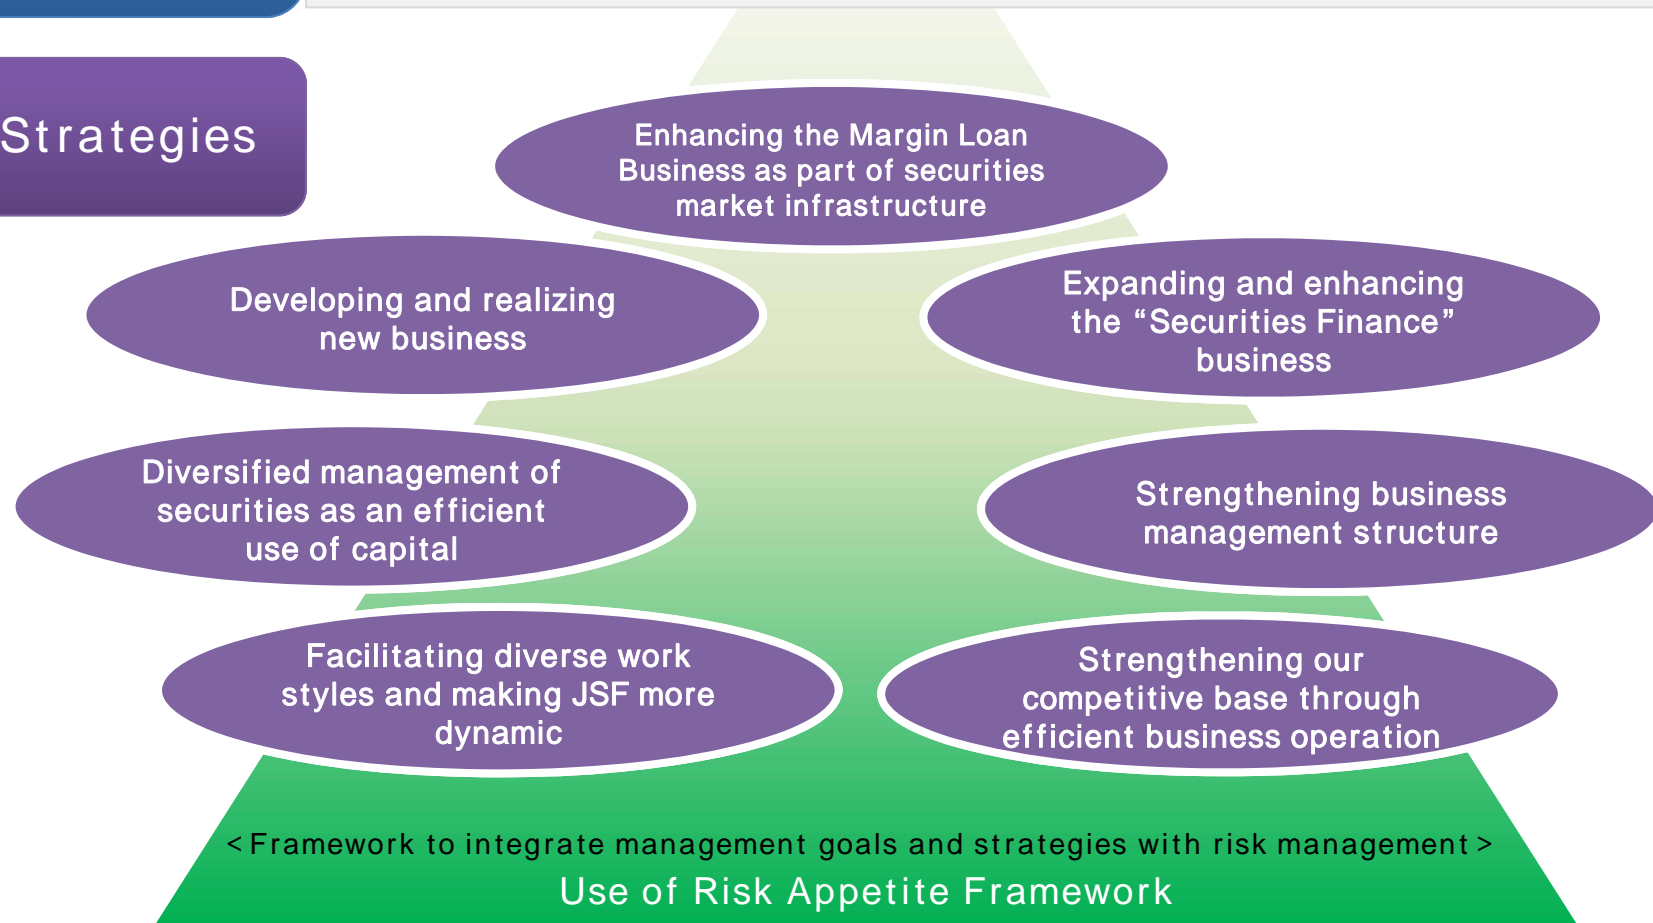 Strategies
Enhancing the Margin Loan
Business as part of securities
market infrastructure
Developing and realizing
new business
Expanding and enhancing
the “Securities Finance”
business
Diversified management of
securities as an efficient
use of capital
Strengthening business
management structure
Facilitating diverse work
styles and making JSF more
dynamic
Strengthening our
competitive base through
efficient business operation
<Framework to integrate management goals and strategies with risk management>
Use of Risk Appetite Framework